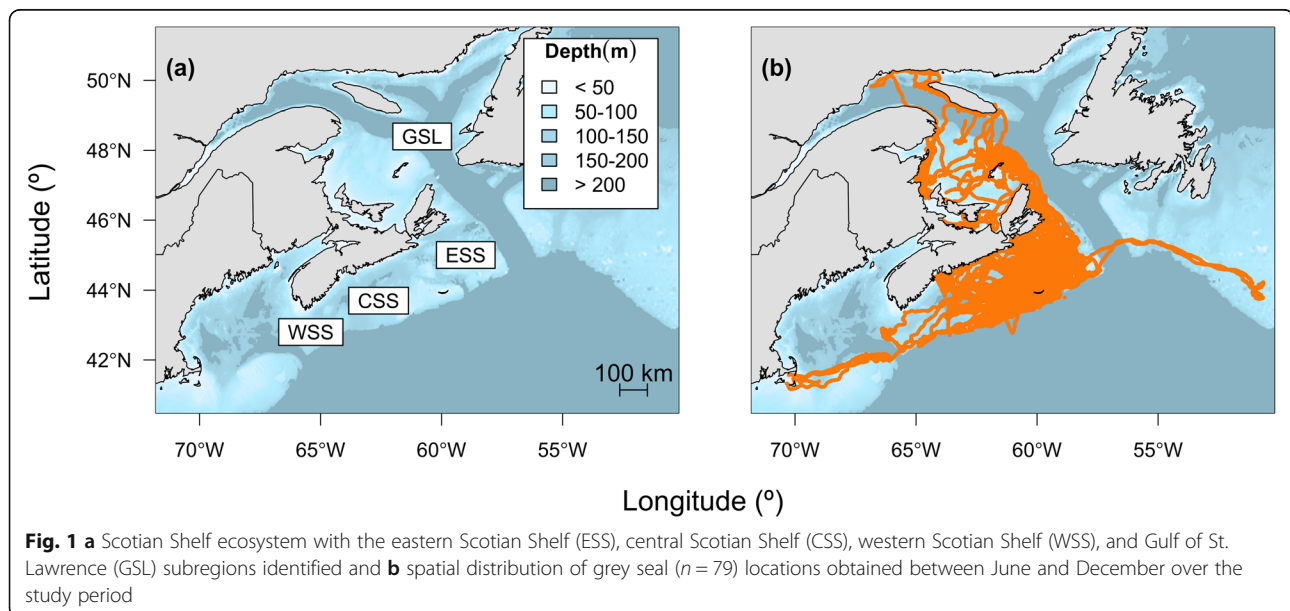 (a)
Depth(m)
< 50
50-100
100-150
150-200
> 200
GSL
ESS
CSS
WSS
100 km
50°N
48°N
46°N
44°N
42°N
70°W
65°W
60°W
55°W
Latitude (º)
(b)
70°W
65°W
60°W
55°W
Longitude (º)
Fig. 1 a Scotian Shelf ecosystem with the eastern Scotian Shelf (ESS), central Scotian Shelf (CSS), western Scotian Shelf (WSS), and Gulf of St.
Lawrence (GSL) subregions identified and b spatial distribution of grey seal (n = 79) locations obtained between June and December over the
study period